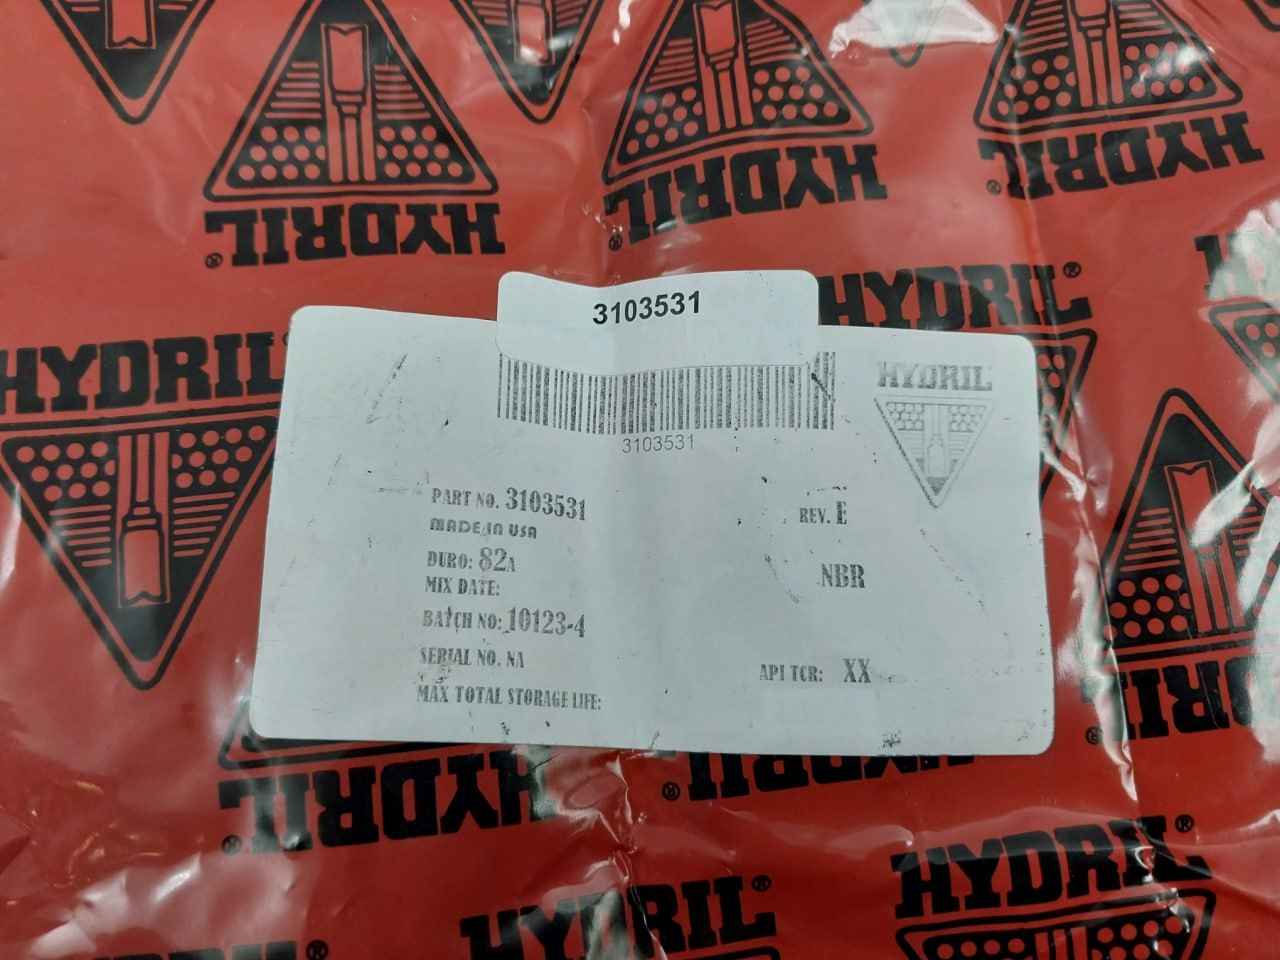 HYDRIL®
HYDRIL®
HYDRIL®
3103531
HYDRIL®
HYDRIL®
HYDRIL
3103531
PART NO. 3103531
REV. E
MADE IN USA
DURO: 82A
NBR
MIX DATE:
BATCH NO: 10123-4
SERIAL NO. NA
API TCR: XX
MAX TOTAL STORAGE LIFE:
HYDRIL®
HYDRIL®
HYDRIL®
HYDRIL®